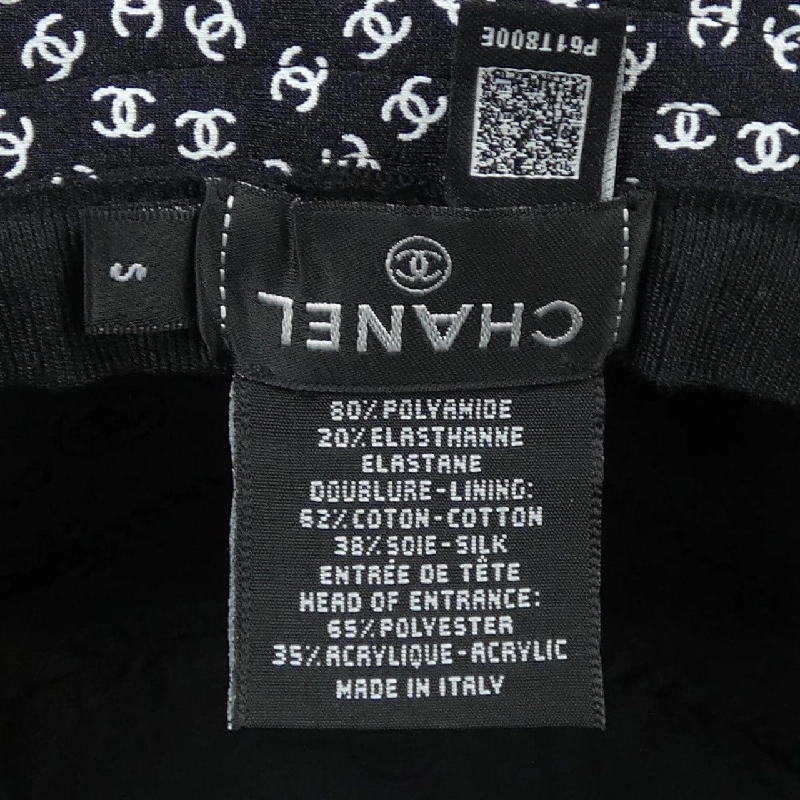 P61T800E
S
CHANEL
80% POLYAMIDE
20% ELASTHANNE
ELASTANE
DOUBLURE-LINING:
62% COTON-COTTON
38% SOIE-SILK
ENTRÉE DE TÊTE
HEAD OF ENTRANCE:
65% POLYESTER
35% ACRYLIQUE-ACRYLIC
MADE IN ITALY